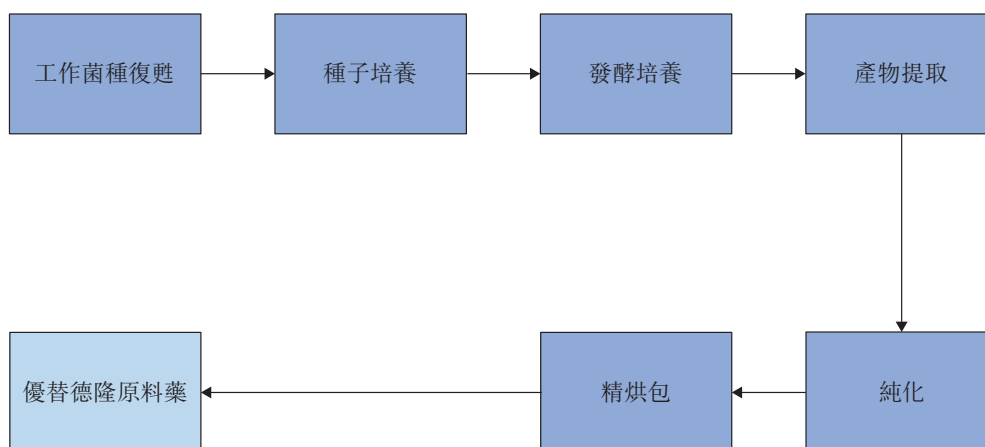 工作菌種復甦
種子培養
發酵培養
產物提取
純化
精烘包
優替德隆原料藥